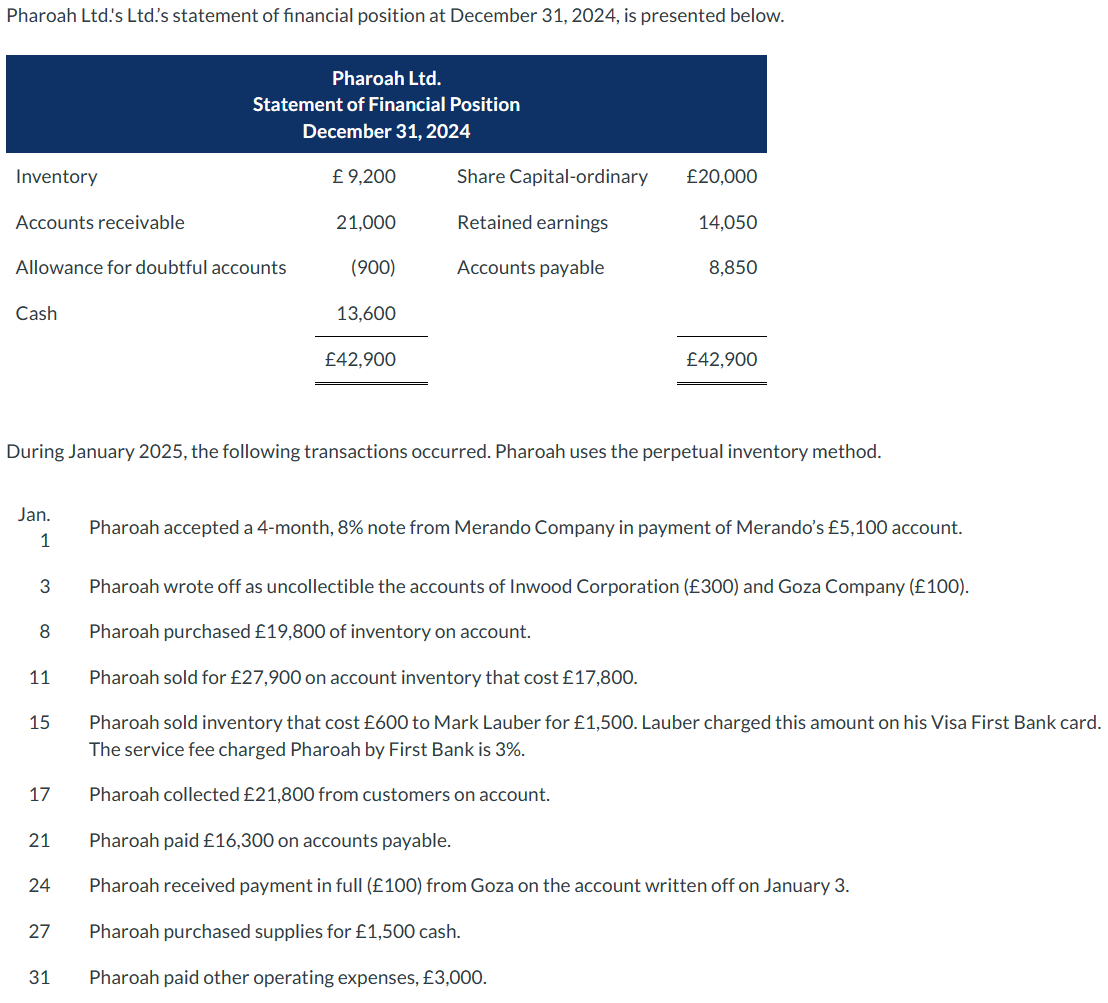 Pharoah Ltd.'s Ltd.’s statement of financial position at December 31, 2024, is presented below.
Pharoah Ltd.
Statement of Financial Position
December 31, 2024
Inventory £ 9,200 Share Capital-ordinary £20,000
Accounts receivable 21,000 Retained earnings 14,050
Allowance for doubtful accounts (900) Accounts payable 8,850
Cash 13,600
£42,900 £42,900
During January 2025, the following transactions occurred. Pharoah uses the perpetual inventory method.
Jan.
1 Pharoah accepted a 4-month, 8% note from Merando Company in payment of Merando’s £5,100 account.
3 Pharoah wrote off as uncollectible the accounts of Inwood Corporation (£300) and Goza Company (£100).
8 Pharoah purchased £19,800 of inventory on account.
11 Pharoah sold for £27,900 on account inventory that cost £17,800.
15 Pharoah sold inventory that cost £600 to Mark Lauber for £1,500. Lauber charged this amount on his Visa First Bank card.
The service fee charged Pharoah by First Bank is 3%.
17 Pharoah collected £21,800 from customers on account.
21 Pharoah paid £16,300 on accounts payable.
24 Pharoah received payment in full (£100) from Goza on the account written off on January 3.
27 Pharoah purchased supplies for £1,500 cash.
31 Pharoah paid other operating expenses, £3,000.